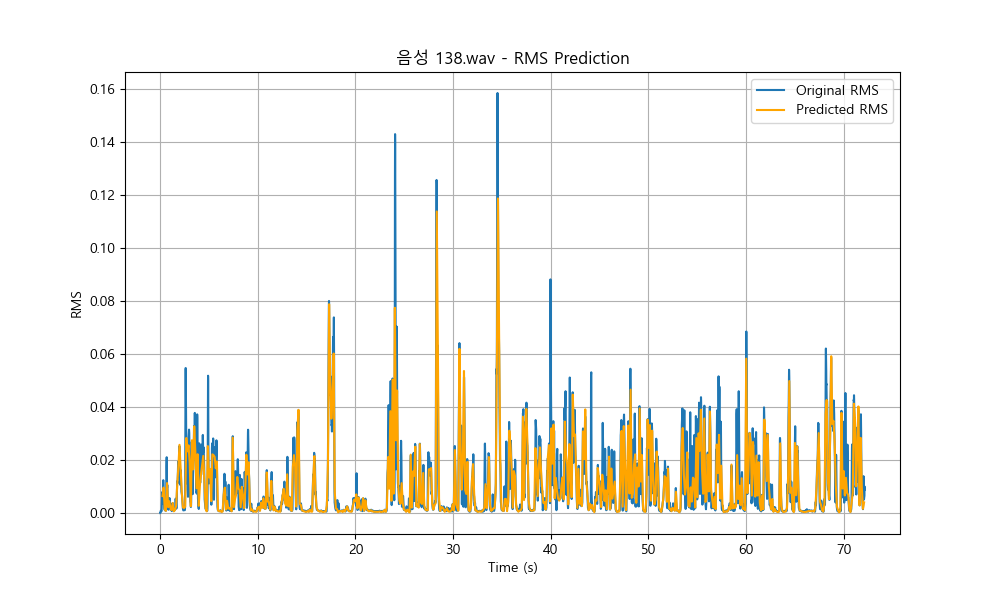 음성 138.wav - RMS Prediction
Original RMS
Predicted RMS
RMS
0.16
0.14
0.12
0.10
0.08
0.06
0.04
0.02
0.00
0 10 20 30 40 50 60 70
Time (s)